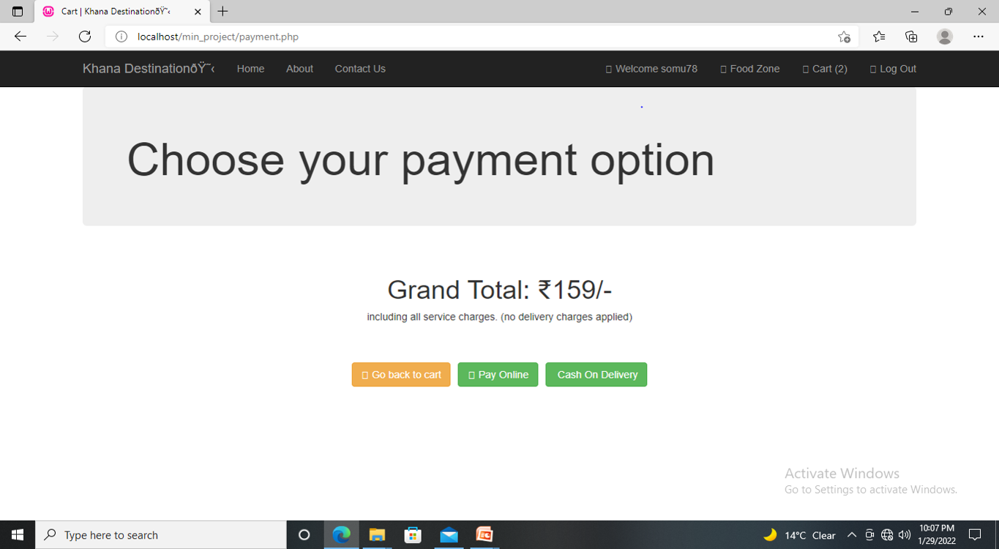 Cart | Khana DestinationðŸ˜‹
localhost/min_project/payment.php
Khana DestinationðŸ˜‹ Home About Contact Us Welcome somu78 Food Zone Cart (2) Log Out
Choose your payment option
Grand Total: ₹159/-
including all service charges. (no delivery charges applied)
Go back to cart Pay Online Cash On Delivery
Activate Windows
Go to Settings to activate Windows.
Type here to search 14°C Clear 10:07 PM
1/29/2022